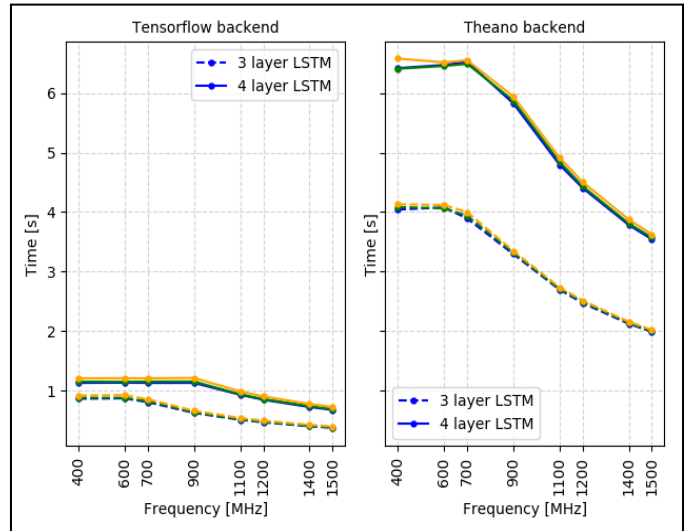 Tensorflow backend
Theano backend
3 layer LSTM
4 layer LSTM
6
5
4
3
2
1
Time [s]
Time [s]
3 layer LSTM
4 layer LSTM
400
600
700
900
1100
1200
1400
1500
400
600
700
900
1100
1200
1400
1500
Frequency [MHz]
Frequency [MHz]